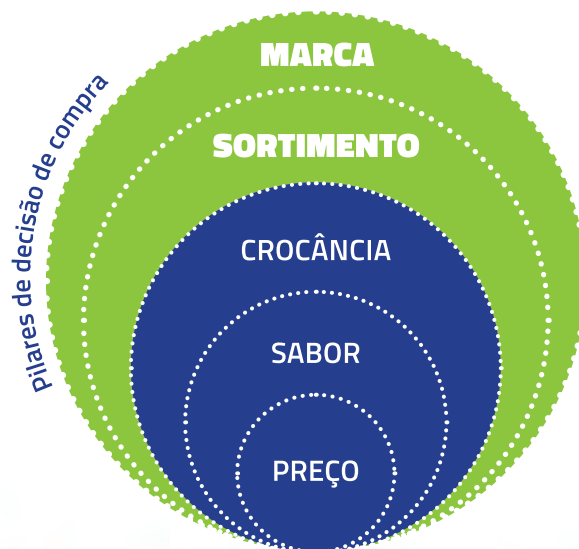 Pilares de decisão de compra
MARCA
SORTIMENTO
CROCÂNCIA
SABOR
PREÇO